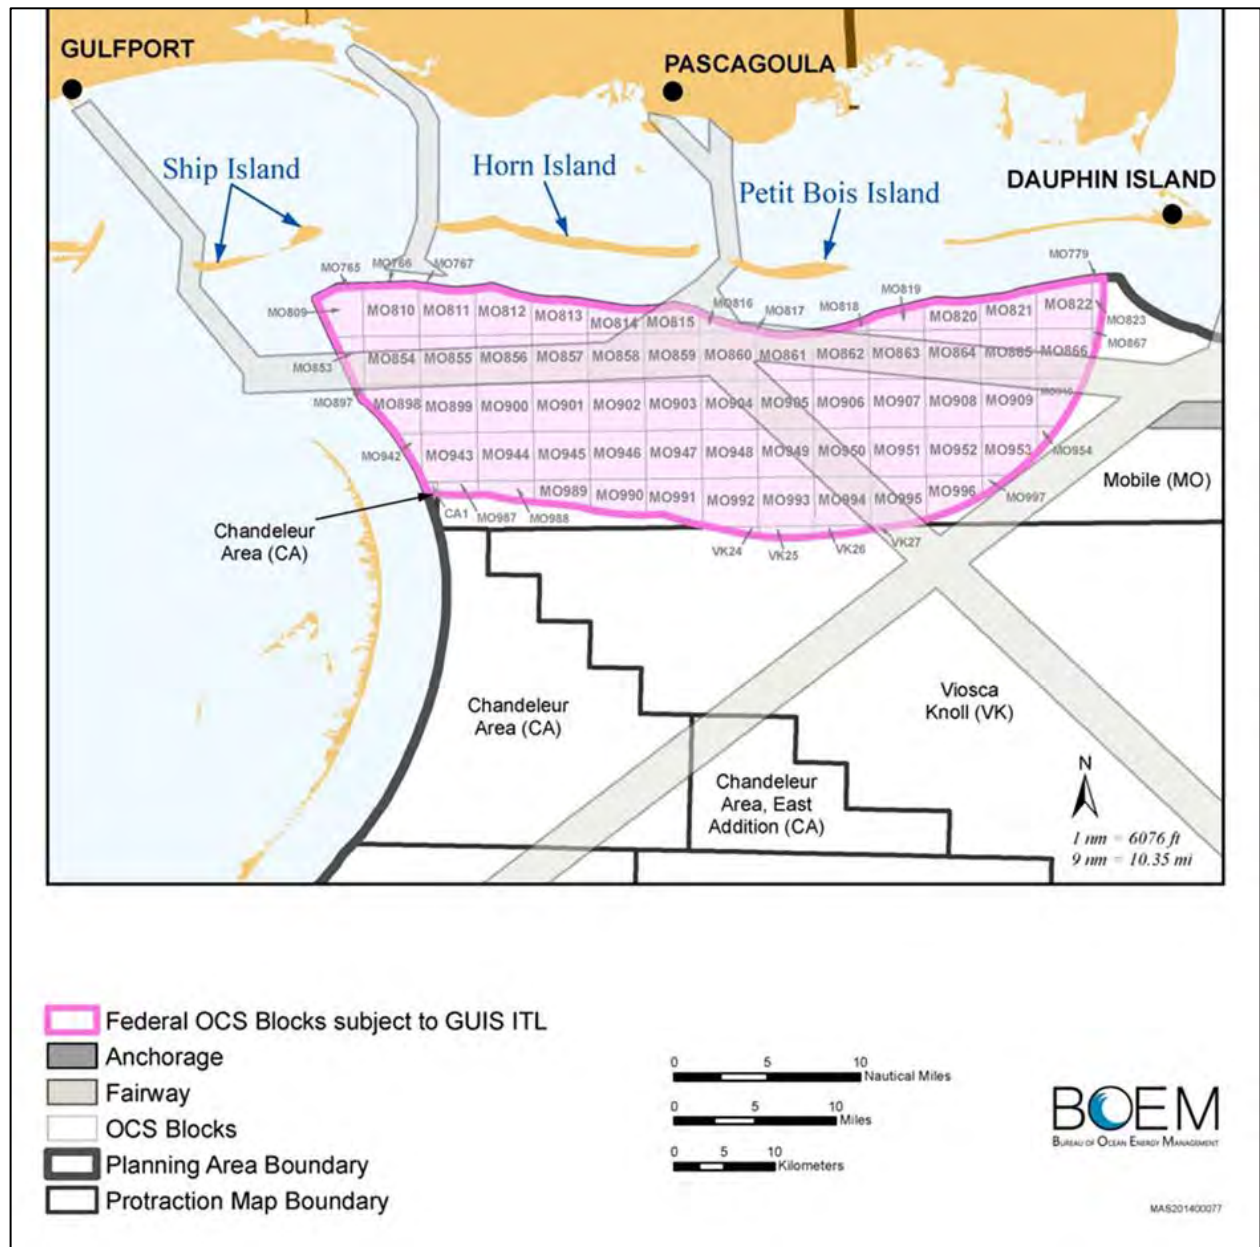 GULFPORT
PASCAGOULA
Ship Island
Horn Island
Petit Bois Island
DAUPHIN ISLAND
MO765
MO766
MO767
MO779
MO809
MO810
MO811
MO812
MO813
MO814
MO815
MO816
MO817
MO818
MO819
MO820
MO821
MO822
MO823
MO853
MO854
MO855
MO856
MO857
MO858
MO859
MO860
MO861
MO862
MO863
MO864
MO865
MO866
MO867
MO897
MO898
MO899
MO900
MO901
MO902
MO903
MO904
MO905
MO906
MO907
MO908
MO909
MO910
MO942
MO943
MO944
MO945
MO946
MO947
MO948
MO949
MO950
MO951
MO952
MO953
MO954
Mobile (MO)
CA1
MO987
MO988
MO989
MO990
MO991
MO992
MO993
MO994
MO995
MO996
MO997
Chandeleur
Area (CA)
VK24
VK25
VK26
VK27
Chandeleur
Area (CA)
Viosca
Knoll (VK)
Chandeleur
Area, East
Addition (CA)
N
1 nm = 6076 ft
9 nm = 10.35 mi
Federal OCS Blocks subject to GUIS ITL
Anchorage
Fairway
OCS Blocks
Planning Area Boundary
Protraction Map Boundary
0 5 10
Nautical Miles
0 5 10
Miles
0 5 10
Kilometers
BOEM
BUREAU OF OCEAN ENERGY MANAGEMENT
MAS201400077